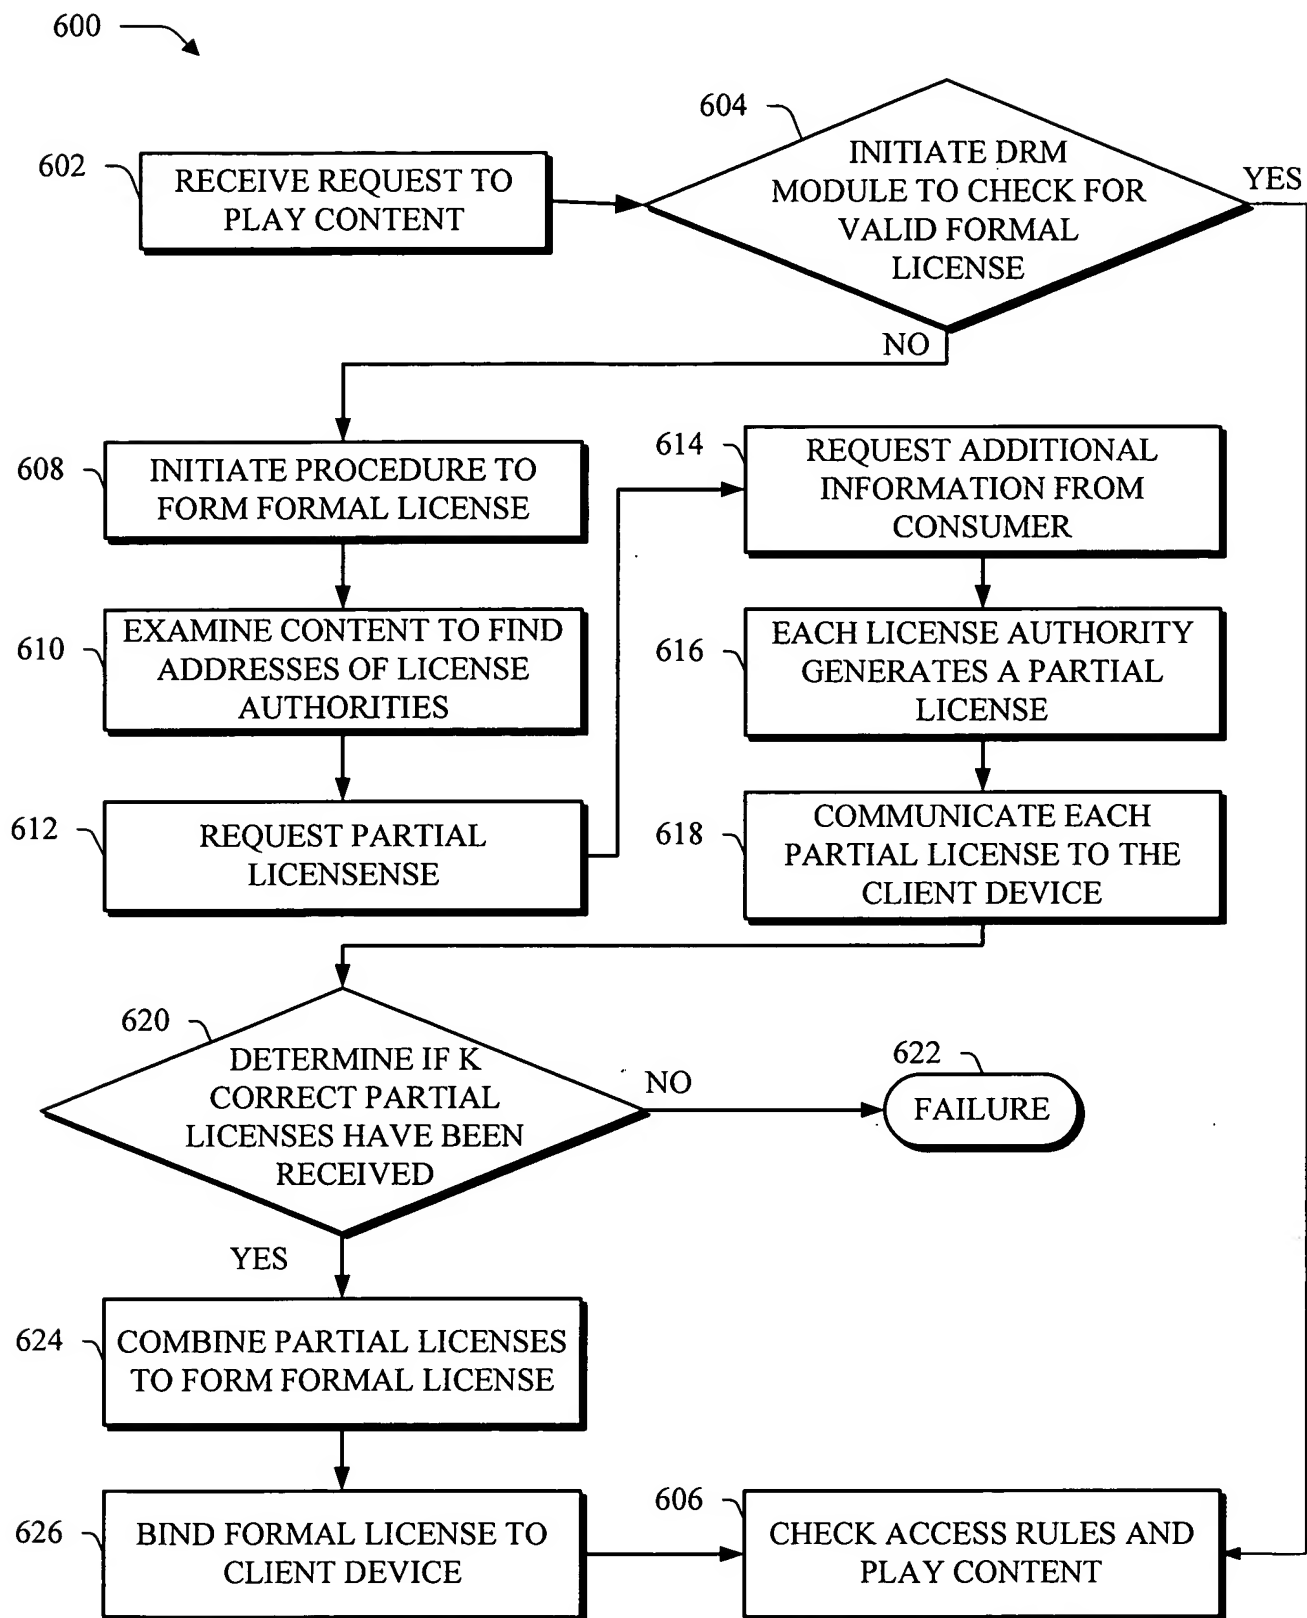 600
602
RECEIVE REQUEST TO
PLAY CONTENT
604
INITIATE DRM
MODULE TO CHECK FOR
VALID FORMAL
LICENSE
YES
NO
608
INITIATE PROCEDURE TO
FORM FORMAL LICENSE
610
EXAMINE CONTENT TO FIND
ADDRESSES OF LICENSE
AUTHORITIES
612
REQUEST PARTIAL
LICENSENSE
614
REQUEST ADDITIONAL
INFORMATION FROM
CONSUMER
616
EACH LICENSE AUTHORITY
GENERATES A PARTIAL
LICENSE
618
COMMUNICATE EACH
PARTIAL LICENSE TO THE
CLIENT DEVICE
620
DETERMINE IF K
CORRECT PARTIAL
LICENSES HAVE BEEN
RECEIVED
NO
622
FAILURE
YES
624
COMBINE PARTIAL LICENSES
TO FORM FORMAL LICENSE
626
BIND FORMAL LICENSE TO
CLIENT DEVICE
606
CHECK ACCESS RULES AND
PLAY CONTENT